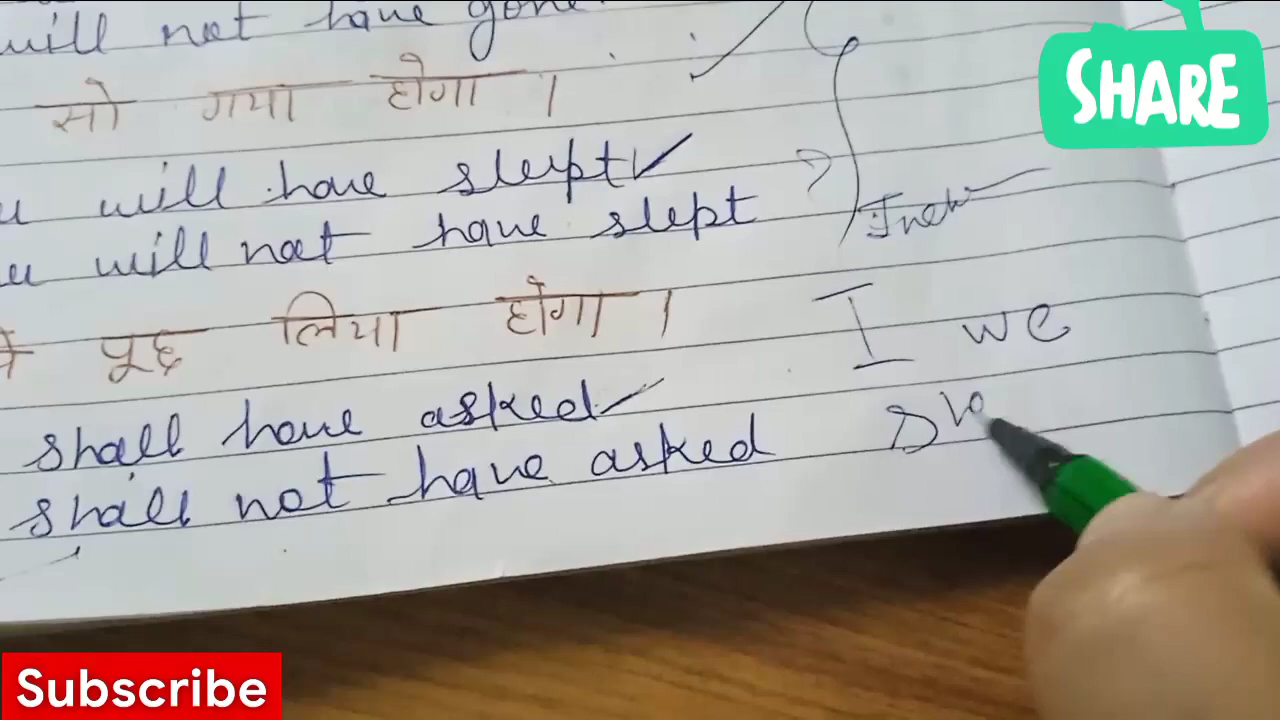 will not have gone.
सो गया होगा ।
u will have slept
u will not have slept
पूछ लिया होगा ।
shall have asked
shall not have asked
I we
SHARE
Subscribe